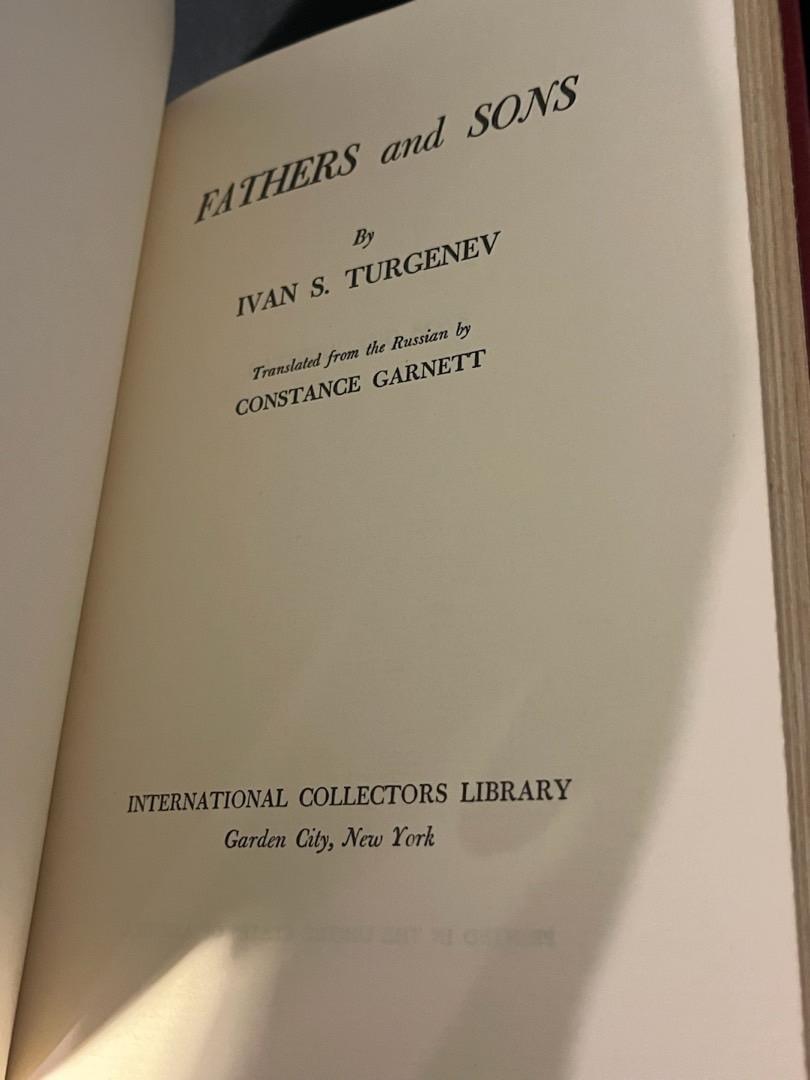 FATHERS and SONS
By
IVAN S. TURGENEV
Translated from the Russian by
CONSTANCE GARNETT
INTERNATIONAL COLLECTORS LIBRARY
Garden City, New York